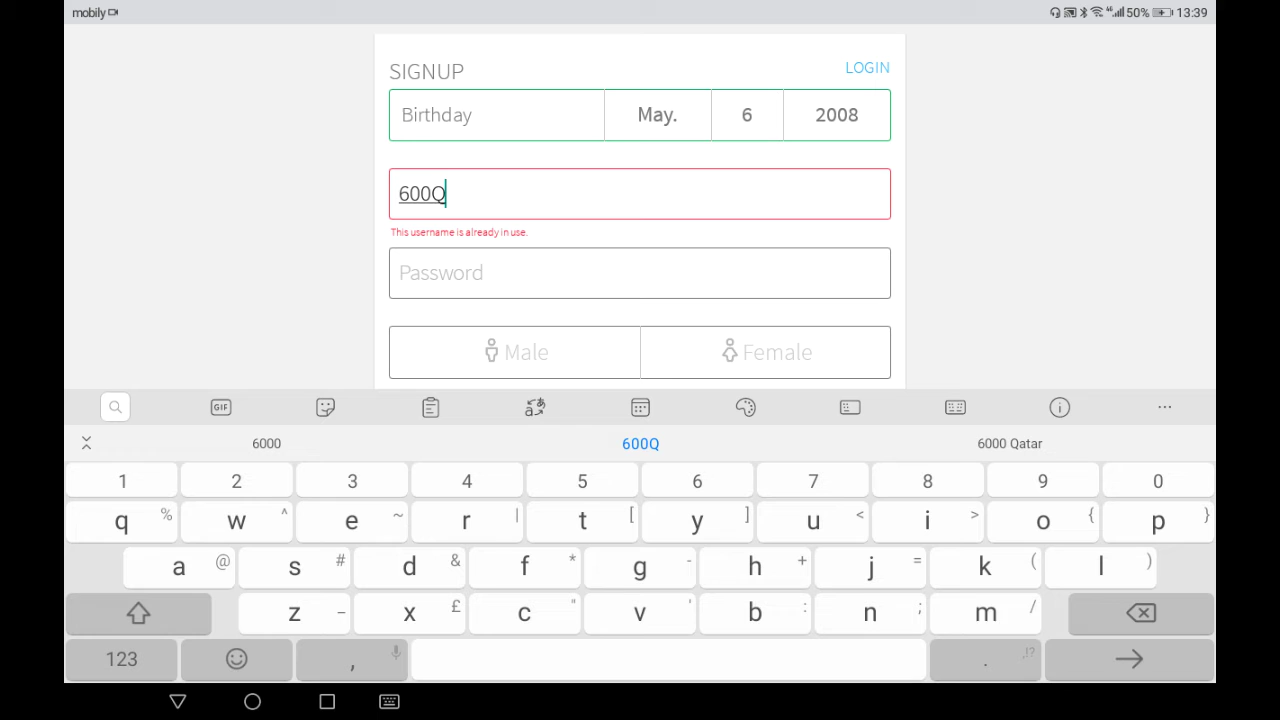 mobily 50% 13:39
SIGNUP LOGIN
Birthday May. 6 2008
600Q
This username is already in use.
Password
Male Female
GIF
6000 600Q 6000 Qatar
1 2 3 4 5 6 7 8 9 0
q % w ^ e ~ r | t [ y ] u < i > o { p }
a @ s # d & f * g - h + j = k ( l )
z _ x £ c " v ' b : n ; m /
123 , . ,!?